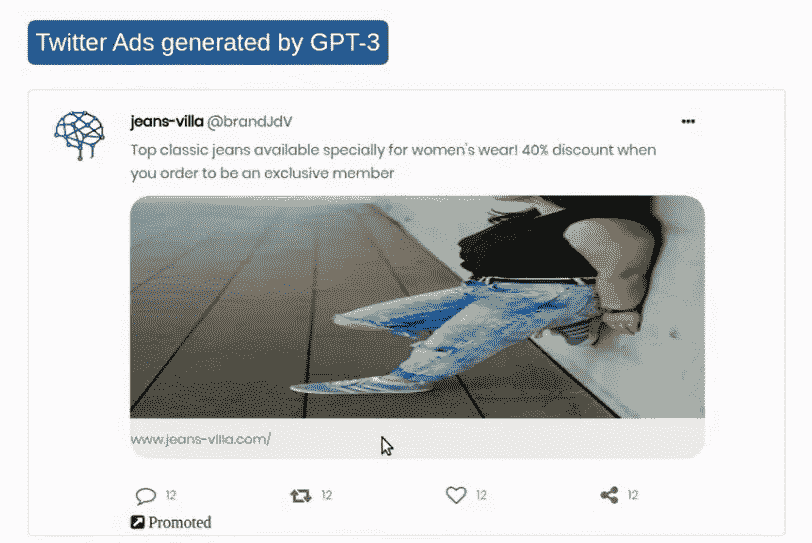 Twitter Ads generated by GPT-3
jeans-villa @brandJdV
Top classic jeans available specially for women's wear! 40% discount when
you order to be an exclusive member
www.jeans-villa.com/
12 12 12 12
Promoted